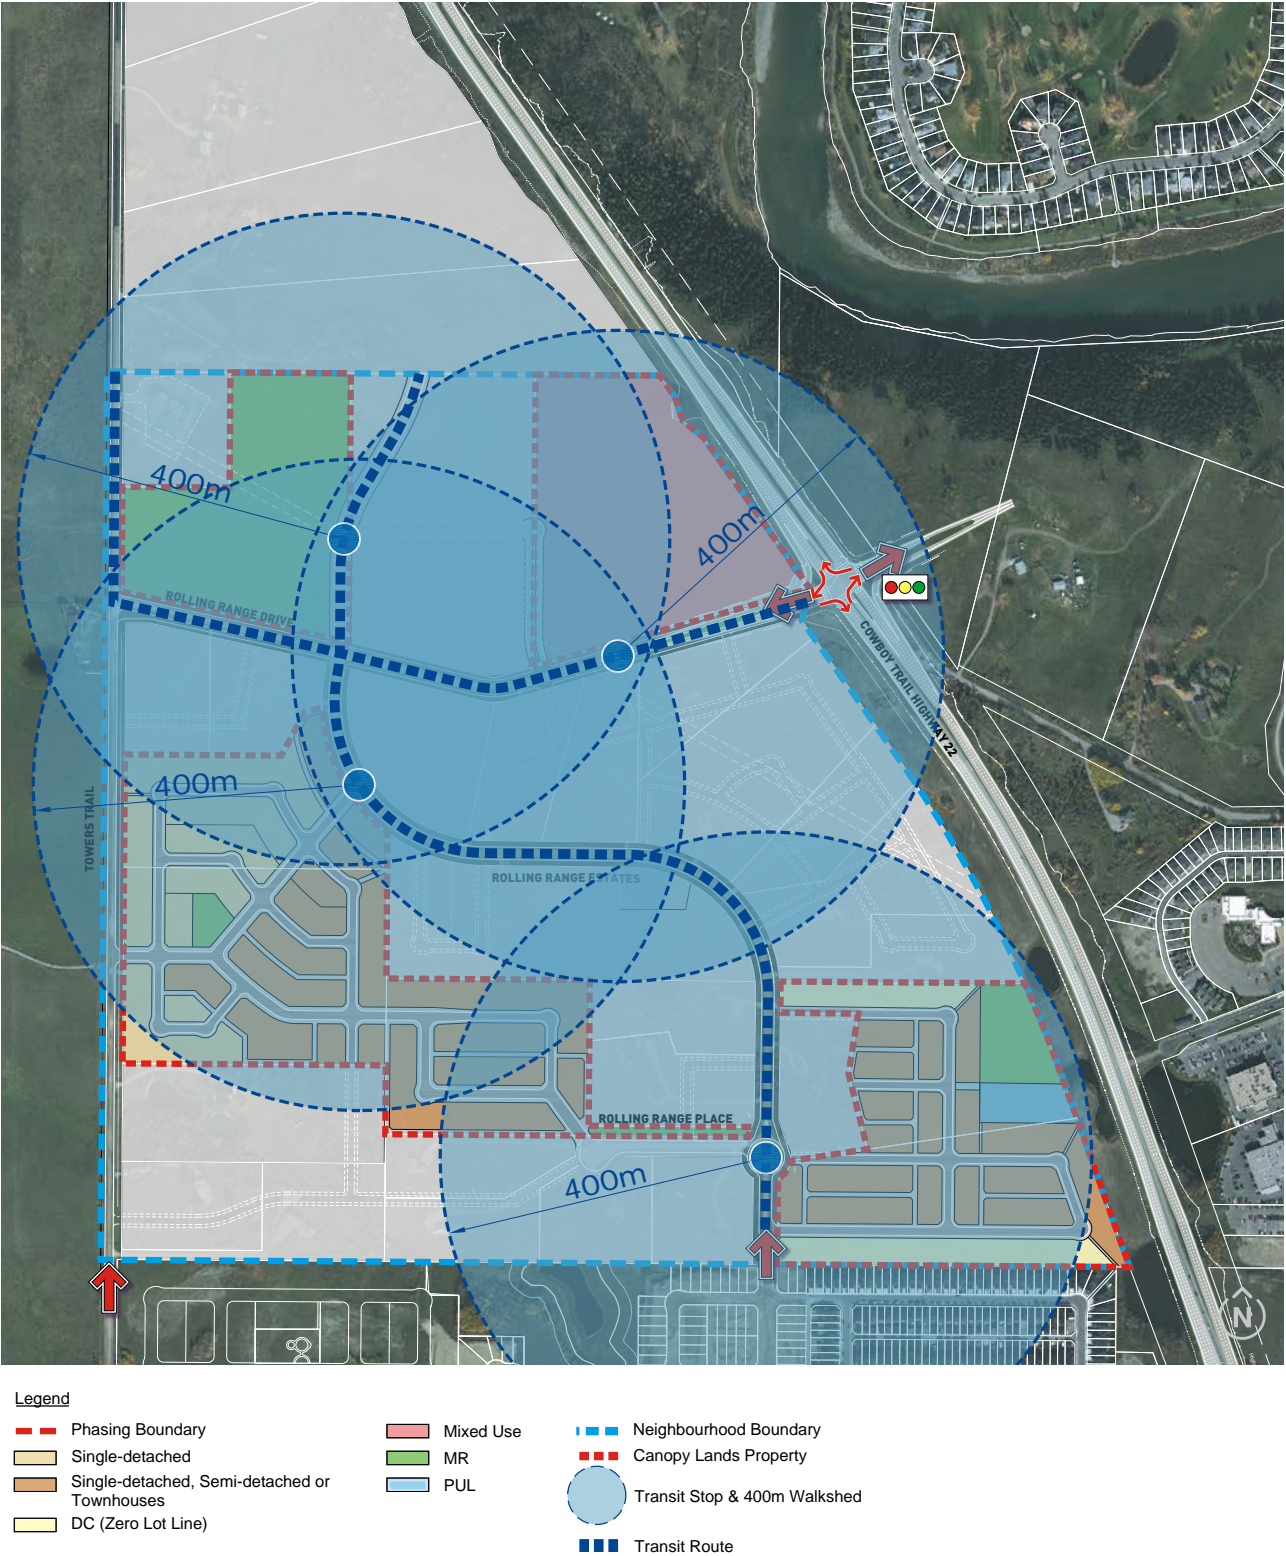 400m
400m
ROLLING RANGE DRIVE
COWBOY TRAIL HIGHWAY 22
400m
TOWERS TRAIL
ROLLING RANGE ESTATES
ROLLING RANGE PLACE
400m
N
Legend
Phasing Boundary
Single-detached
Single-detached, Semi-detached or
Townhouses
DC (Zero Lot Line)
Mixed Use
MR
PUL
Neighbourhood Boundary
Canopy Lands Property
Transit Stop & 400m Walkshed
Transit Route